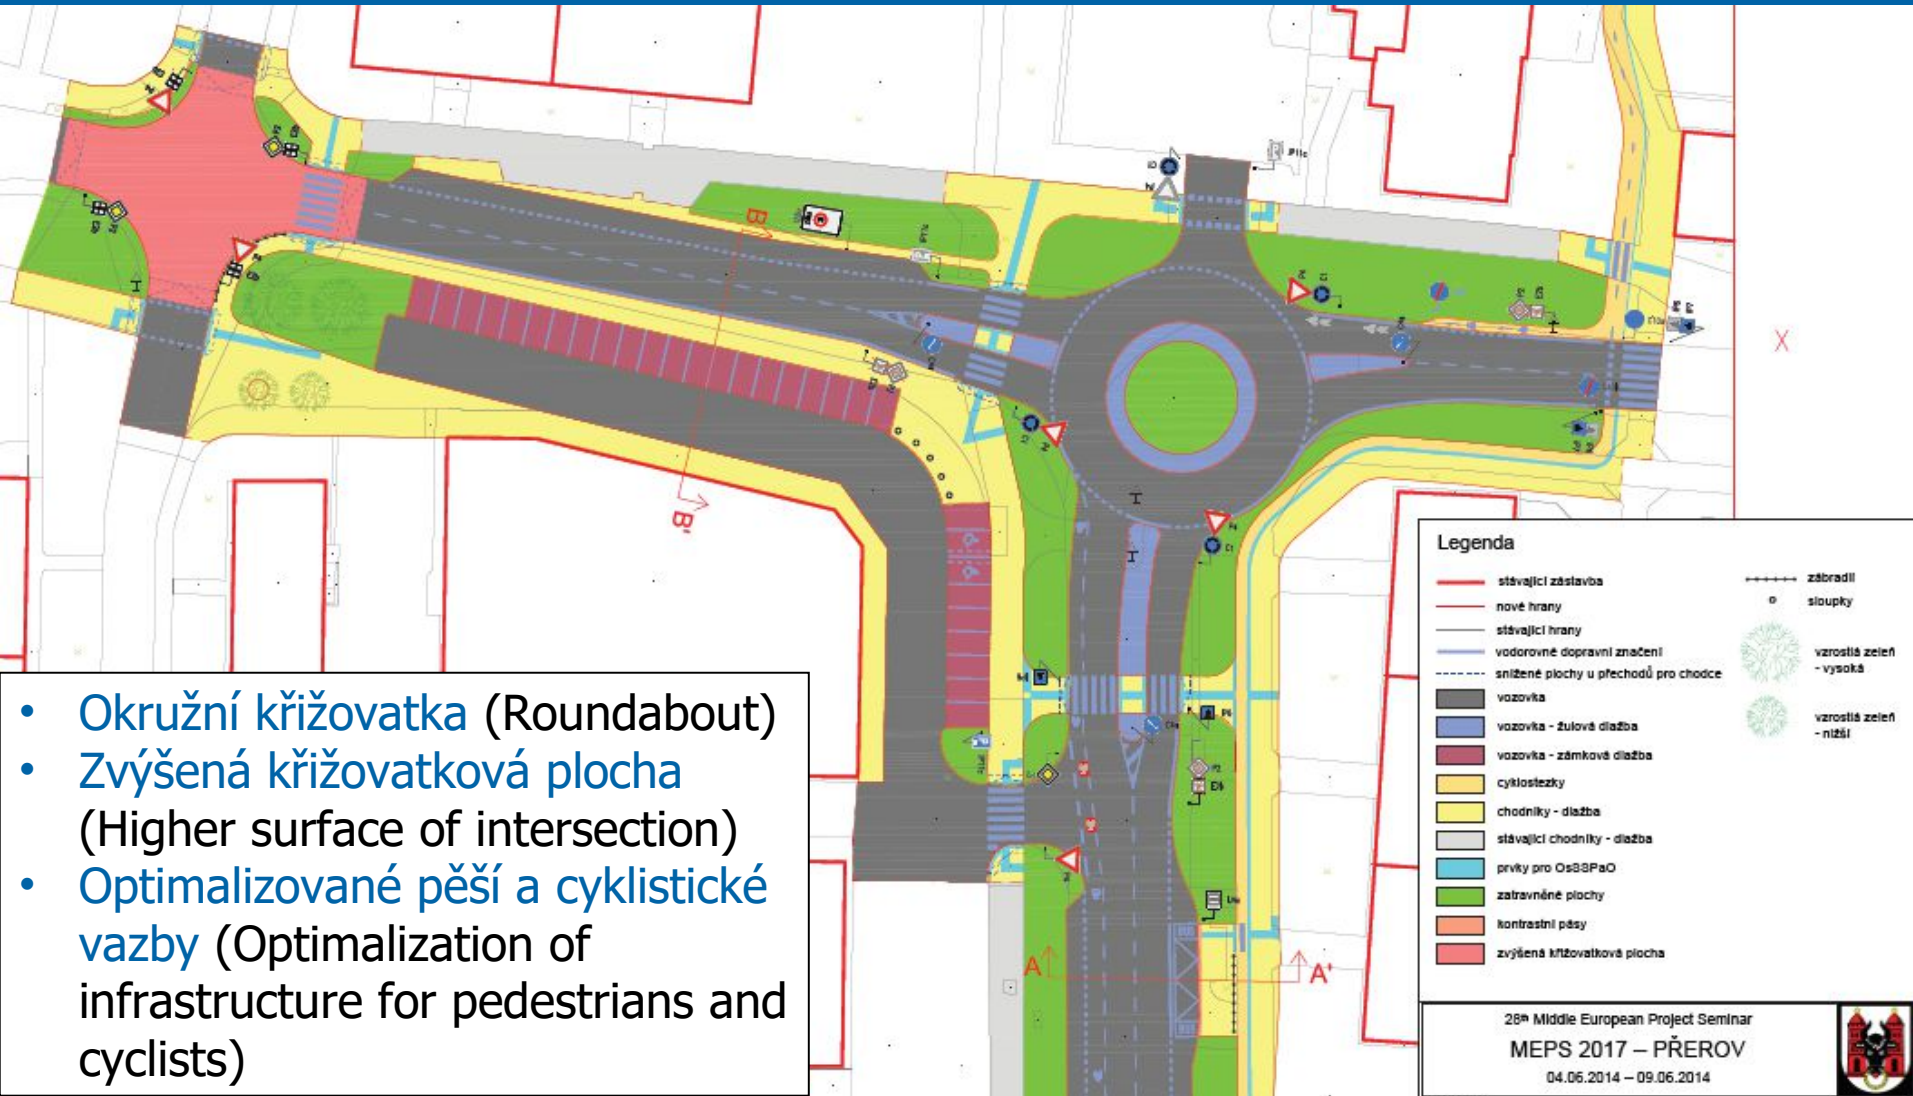 B
B'
X
A
A'
• Okružní křižovatka (Roundabout)
• Zvýšená křižovatková plocha
(Higher surface of intersection)
• Optimalizované pěší a cyklistické
vazby (Optimalization of
infrastructure for pedestrians and
cyclists)
Legenda
stávající zástavba
nové hrany
stávající hrany
vodorovné dopravní značení
snížené plochy u přechodů pro chodce
vozovka
vozovka - žulová dlažba
vozovka - zámková dlažba
cyklostezky
chodníky - dlažba
stávající chodníky - dlažba
prvky pro OsSSPaO
zatravněné plochy
kontrastní pásy
zvýšená křižovatková plocha
zábradlí
sloupky
vzrostlá zeleň
- vysoká
vzrostlá zeleň
- nižší
28th Middle European Project Seminar
MEPS 2017 – PŘEROV
04.06.2014 – 09.06.2014